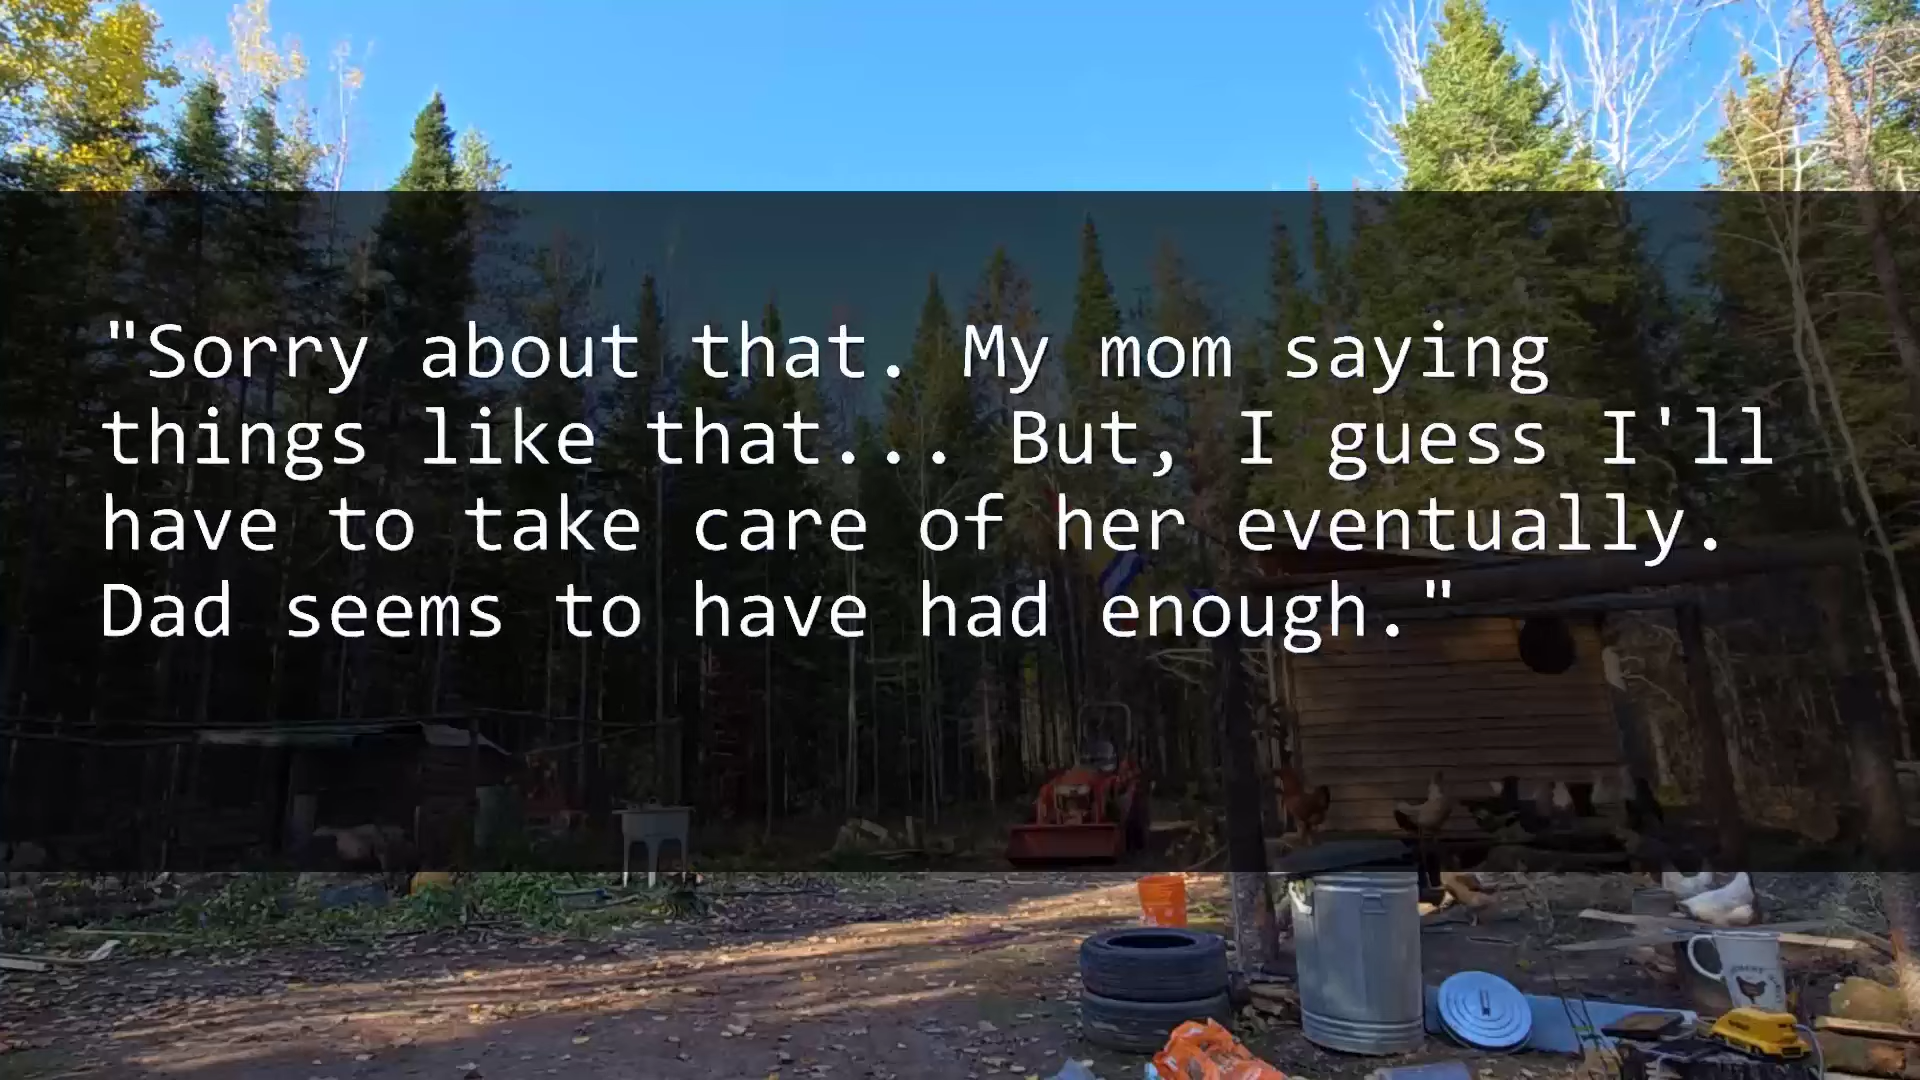 "Sorry about that. My mom saying
things like that... But, I guess I'll
have to take care of her eventually.
Dad seems to have had enough."